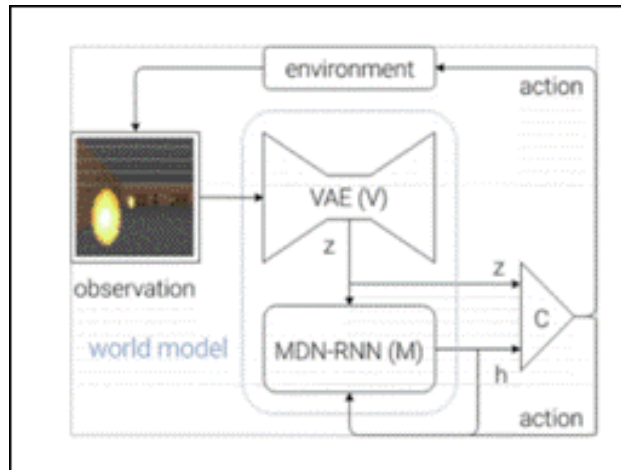 environment
action
VAE (V)
z
z
observation
C
world model
MDN-RNN (M)
h
action